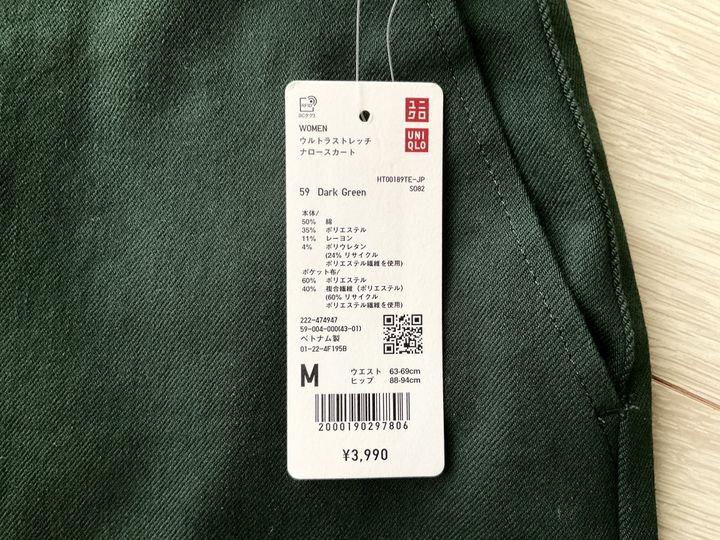 RFID
DCタグ3
ユニ
クロ
UNI
QLO
WOMEN
ウルトラストレッチ
ナロースカート
HT00189TE-JP
59 Dark Green S082
本体/
50% 綿
35% ポリエステル
11% レーヨン
4% ポリウレタン
(24% リサイクル
ポリエステル繊維を使用)
ポケット布/
60% ポリエステル
40% 複合繊維(ポリエステル)
(60% リサイクル
ポリエステル繊維を使用)
222-474947
59-004-000(43-01)
ベトナム製
01-22-4F195B
M ウエスト 63-69cm
ヒップ 88-94cm
2000190297806
¥3,990